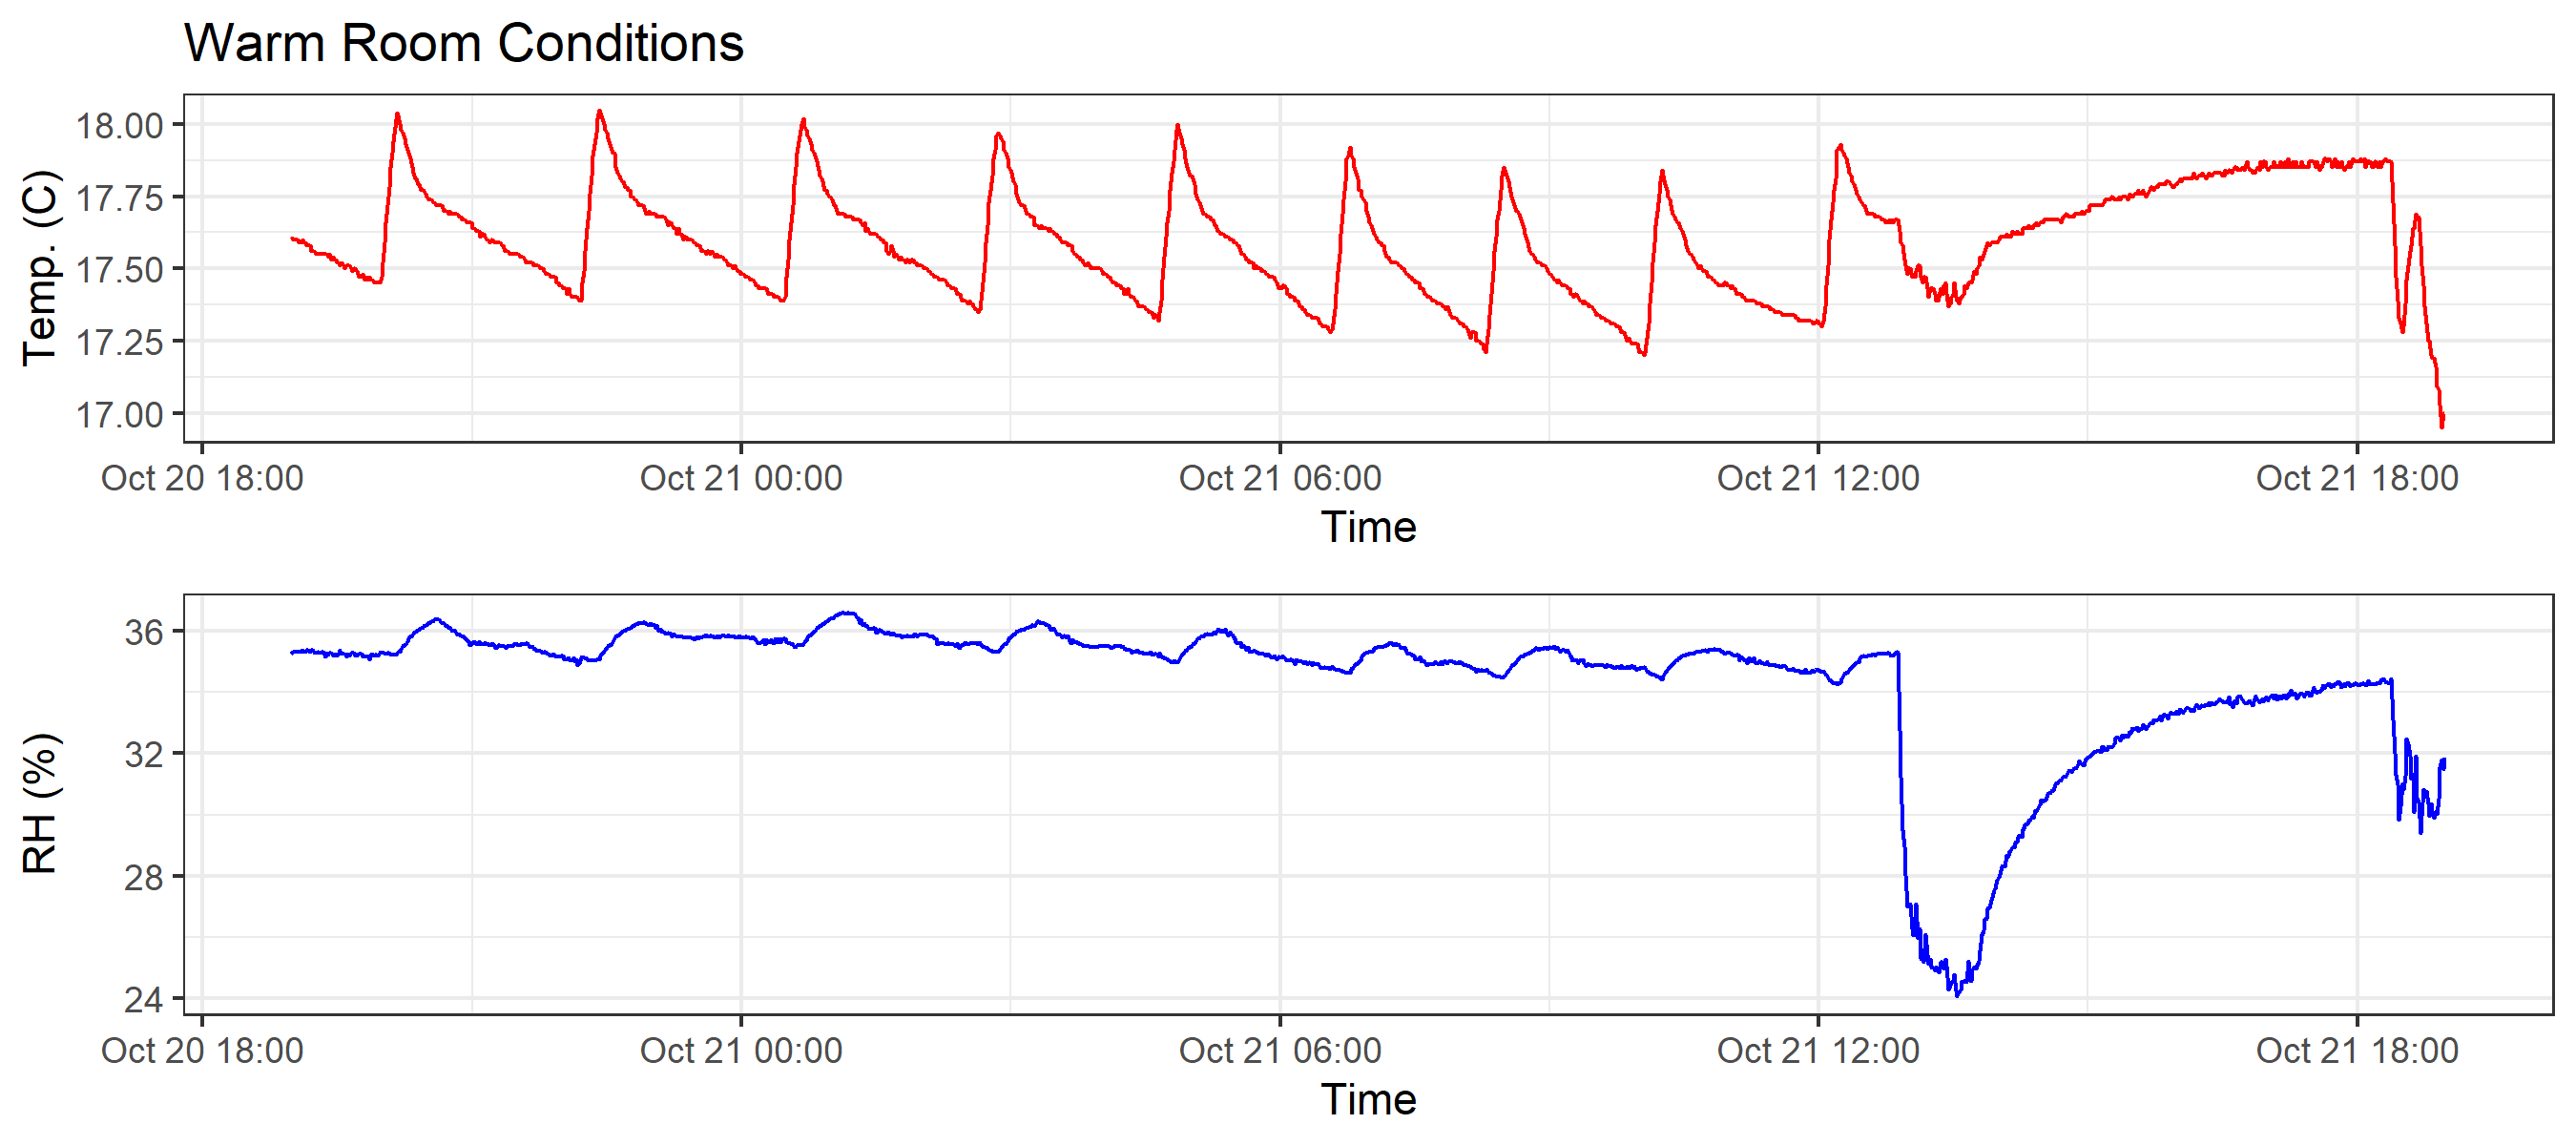 Warm Room Conditions
Temp. (C)
18.00
17.75
17.50
17.25
17.00
Oct 20 18:00 Oct 21 00:00 Oct 21 06:00 Oct 21 12:00 Oct 21 18:00
Time
RH (%)
36
32
28
24
Oct 20 18:00 Oct 21 00:00 Oct 21 06:00 Oct 21 12:00 Oct 21 18:00
Time